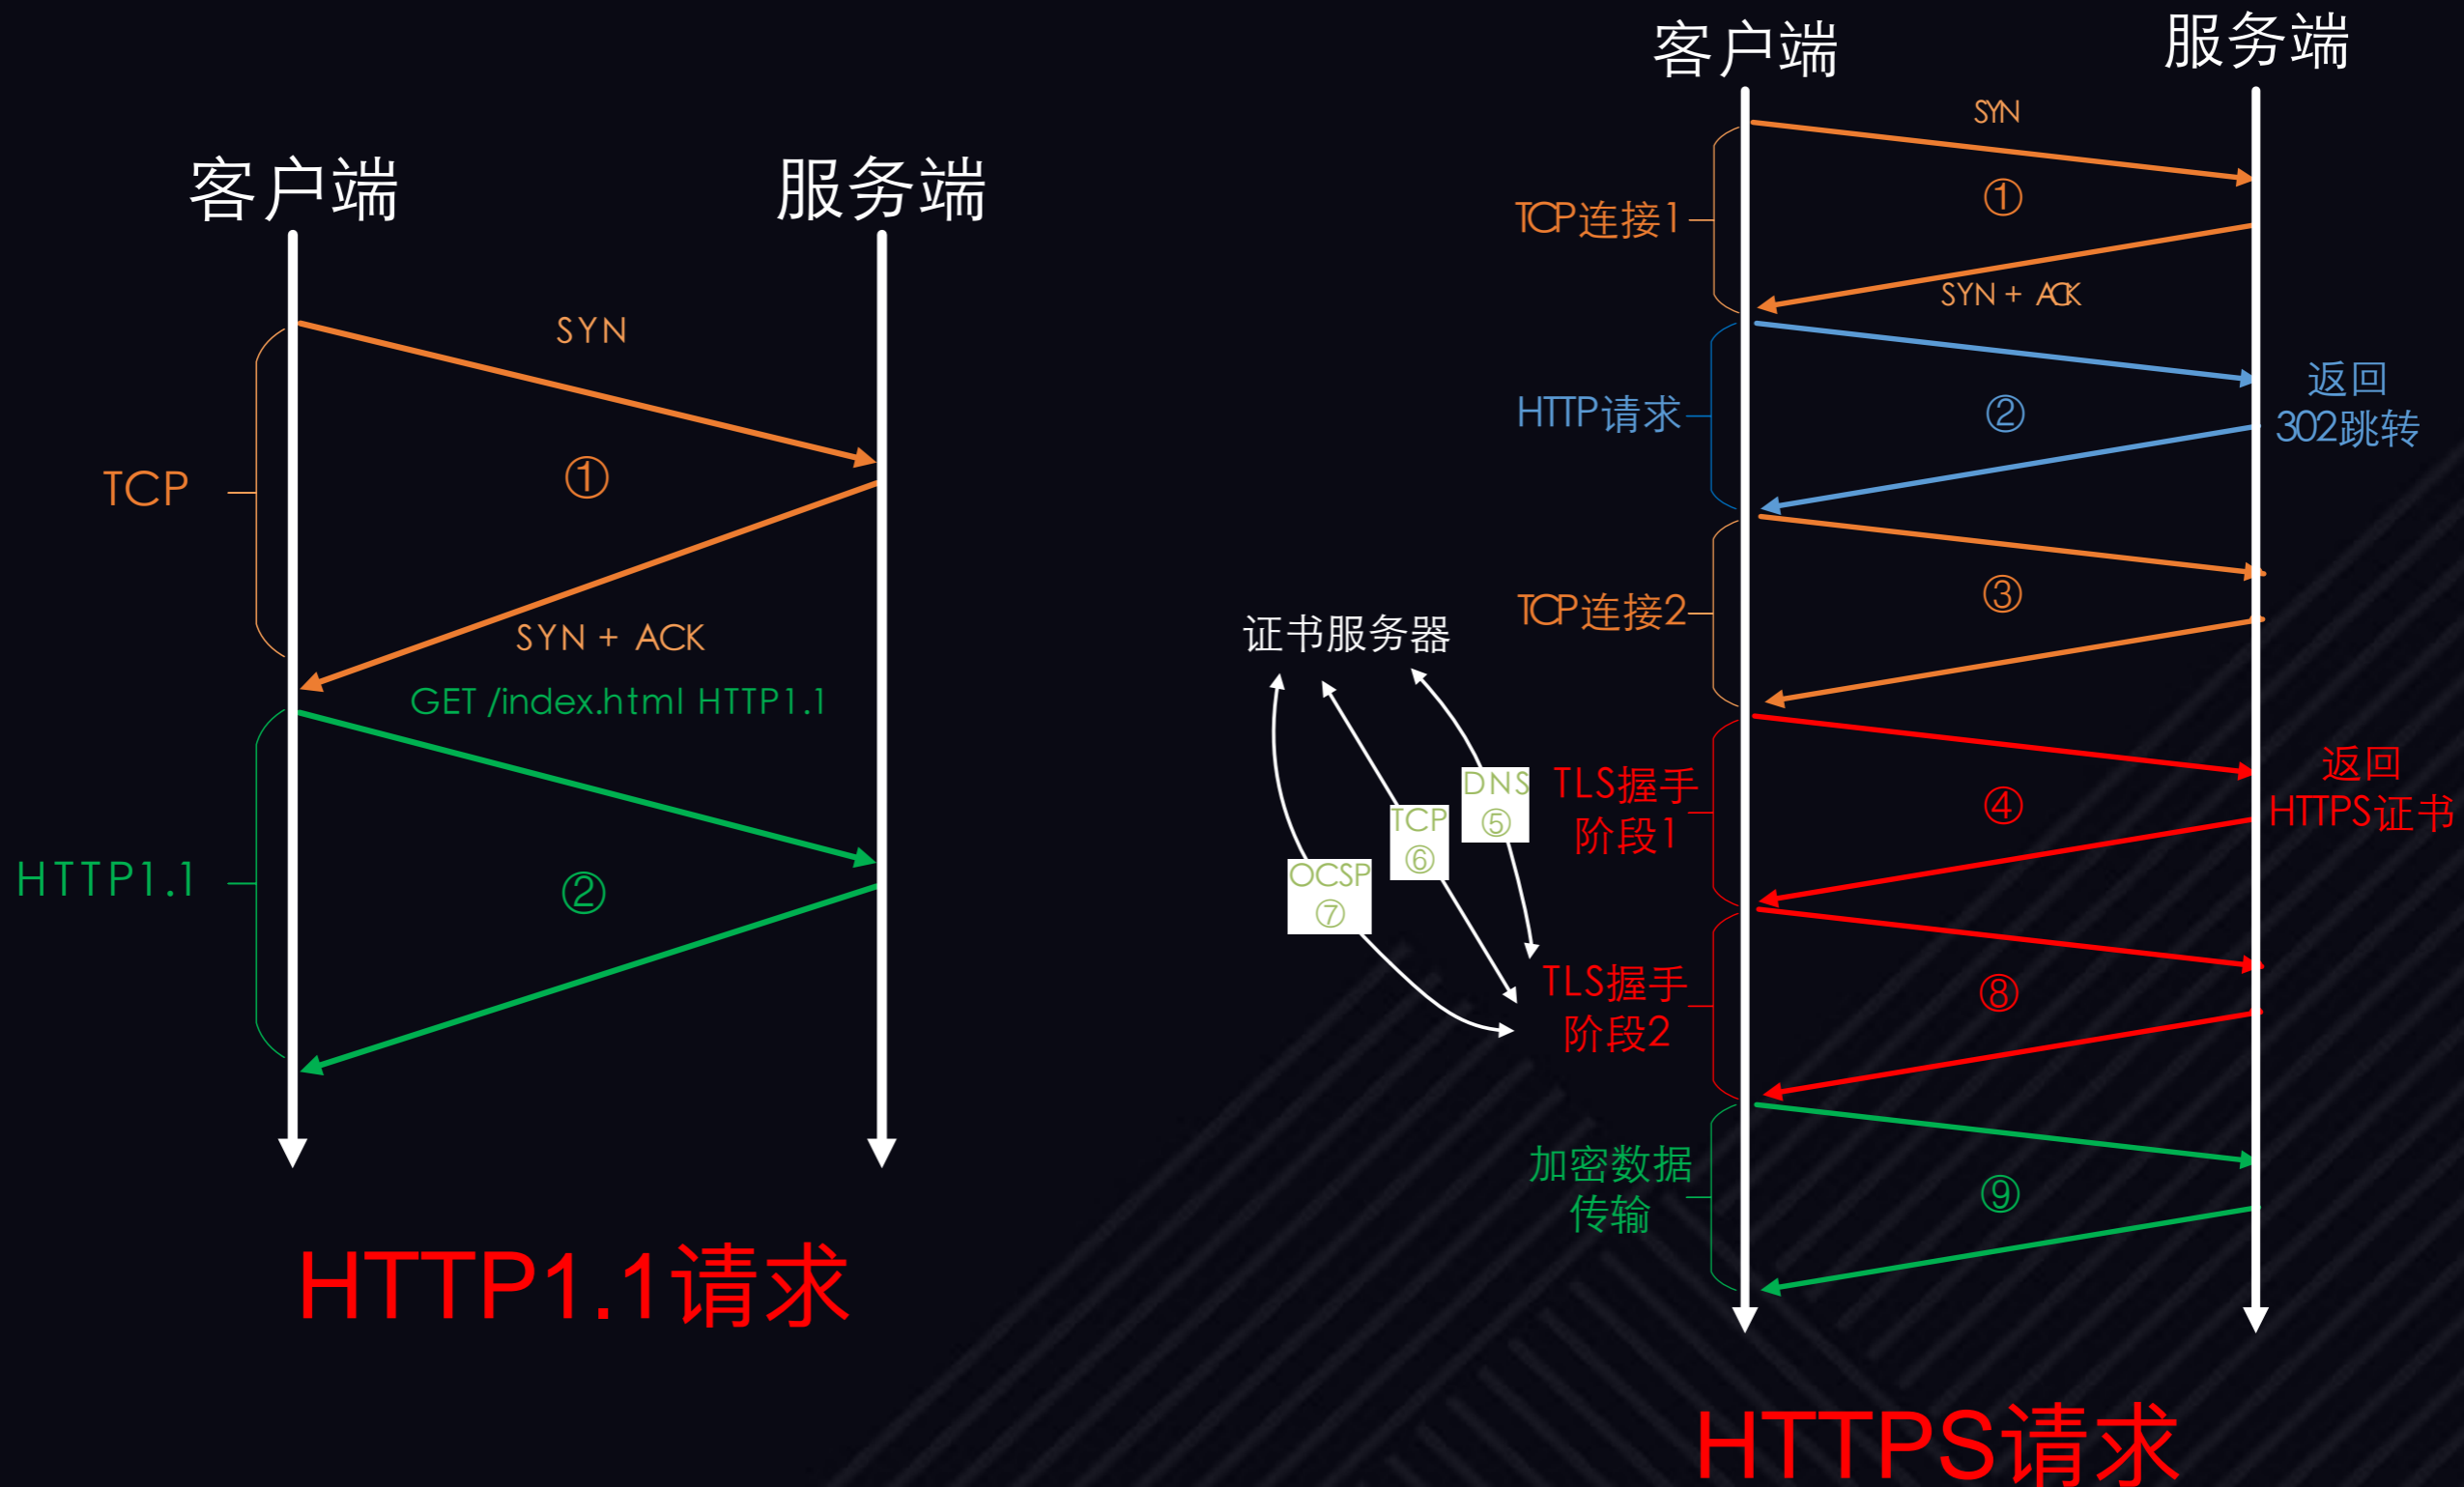 客户端
服务端
SYN
TCP
①
SYN + ACK
GET /index.html HTTP1.1
HTTP1.1
②
HTTP1.1请求
客户端
服务端
SYN
TCP连接1
①
SYN + ACK
HTTP请求
②
返回
302跳转
TCP连接2
③
证书服务器
DNS
⑤
TCP
⑥
OCSP
⑦
TLS握手
阶段1
④
返回
HTTPS证书
TLS握手
阶段2
⑧
加密数据
传输
⑨
HTTPS请求